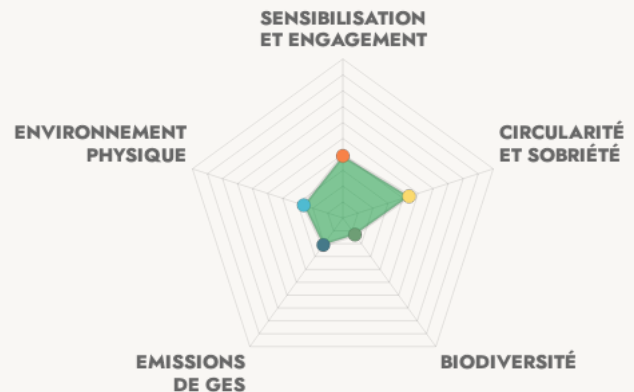 SENSIBILISATION
ET ENGAGEMENT
ENVIRONNEMENT
PHYSIQUE
CIRCULARITÉ
ET SOBRIÉTÉ
EMISSIONS
DE GES
BIODIVERSITÉ